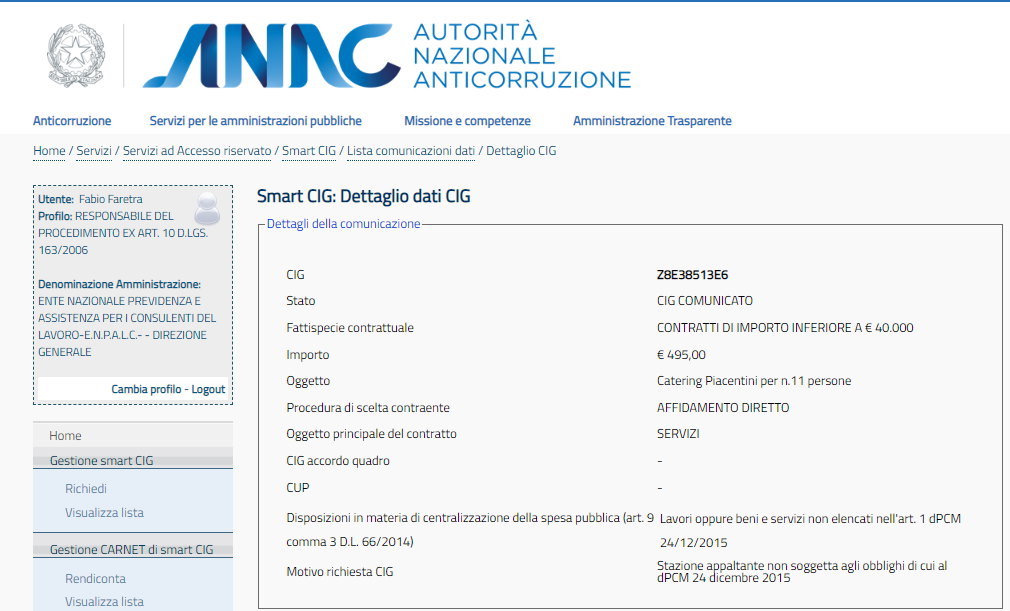 ANAC
AUTORITÀ
NAZIONALE
ANTICORRUZIONE
Anticorruzione Servizi per le amministrazioni pubbliche Missione e competenze Amministrazione Trasparente
Home / Servizi / Servizi ad Accesso riservato / Smart CIG / Lista comunicazioni dati / Dettaglio CIG
Utente: Fabio Faretra
Profilo: RESPONSABILE DEL
PROCEDIMENTO EX ART. 10 D.LGS.
163/2006
Denominazione Amministrazione:
ENTE NAZIONALE PREVIDENZA E
ASSISTENZA PER I CONSULENTI DEL
LAVORO-E.N.P.A.L.C.- - DIREZIONE
GENERALE
Cambia profilo - Logout
Home
Gestione smart CIG
Richiedi
Visualizza lista
Gestione CARNET di smart CIG
Rendiconta
Visualizza lista
Smart CIG: Dettaglio dati CIG
Dettagli della comunicazione
CIG Z8E38513E6
Stato CIG COMUNICATO
Fattispecie contrattuale CONTRATTI DI IMPORTO INFERIORE A € 40.000
Importo € 495,00
Oggetto Catering Piacentini per n.11 persone
Procedura di scelta contraente AFFIDAMENTO DIRETTO
Oggetto principale del contratto SERVIZI
CIG accordo quadro -
CUP -
Disposizioni in materia di centralizzazione della spesa pubblica (art. 9 Lavori oppure beni e servizi non elencati nell'art. 1 dPCM
comma 3 D.L. 66/2014) 24/12/2015
Motivo richiesta CIG Stazione appaltante non soggetta agli obblighi di cui al
dPCM 24 dicembre 2015